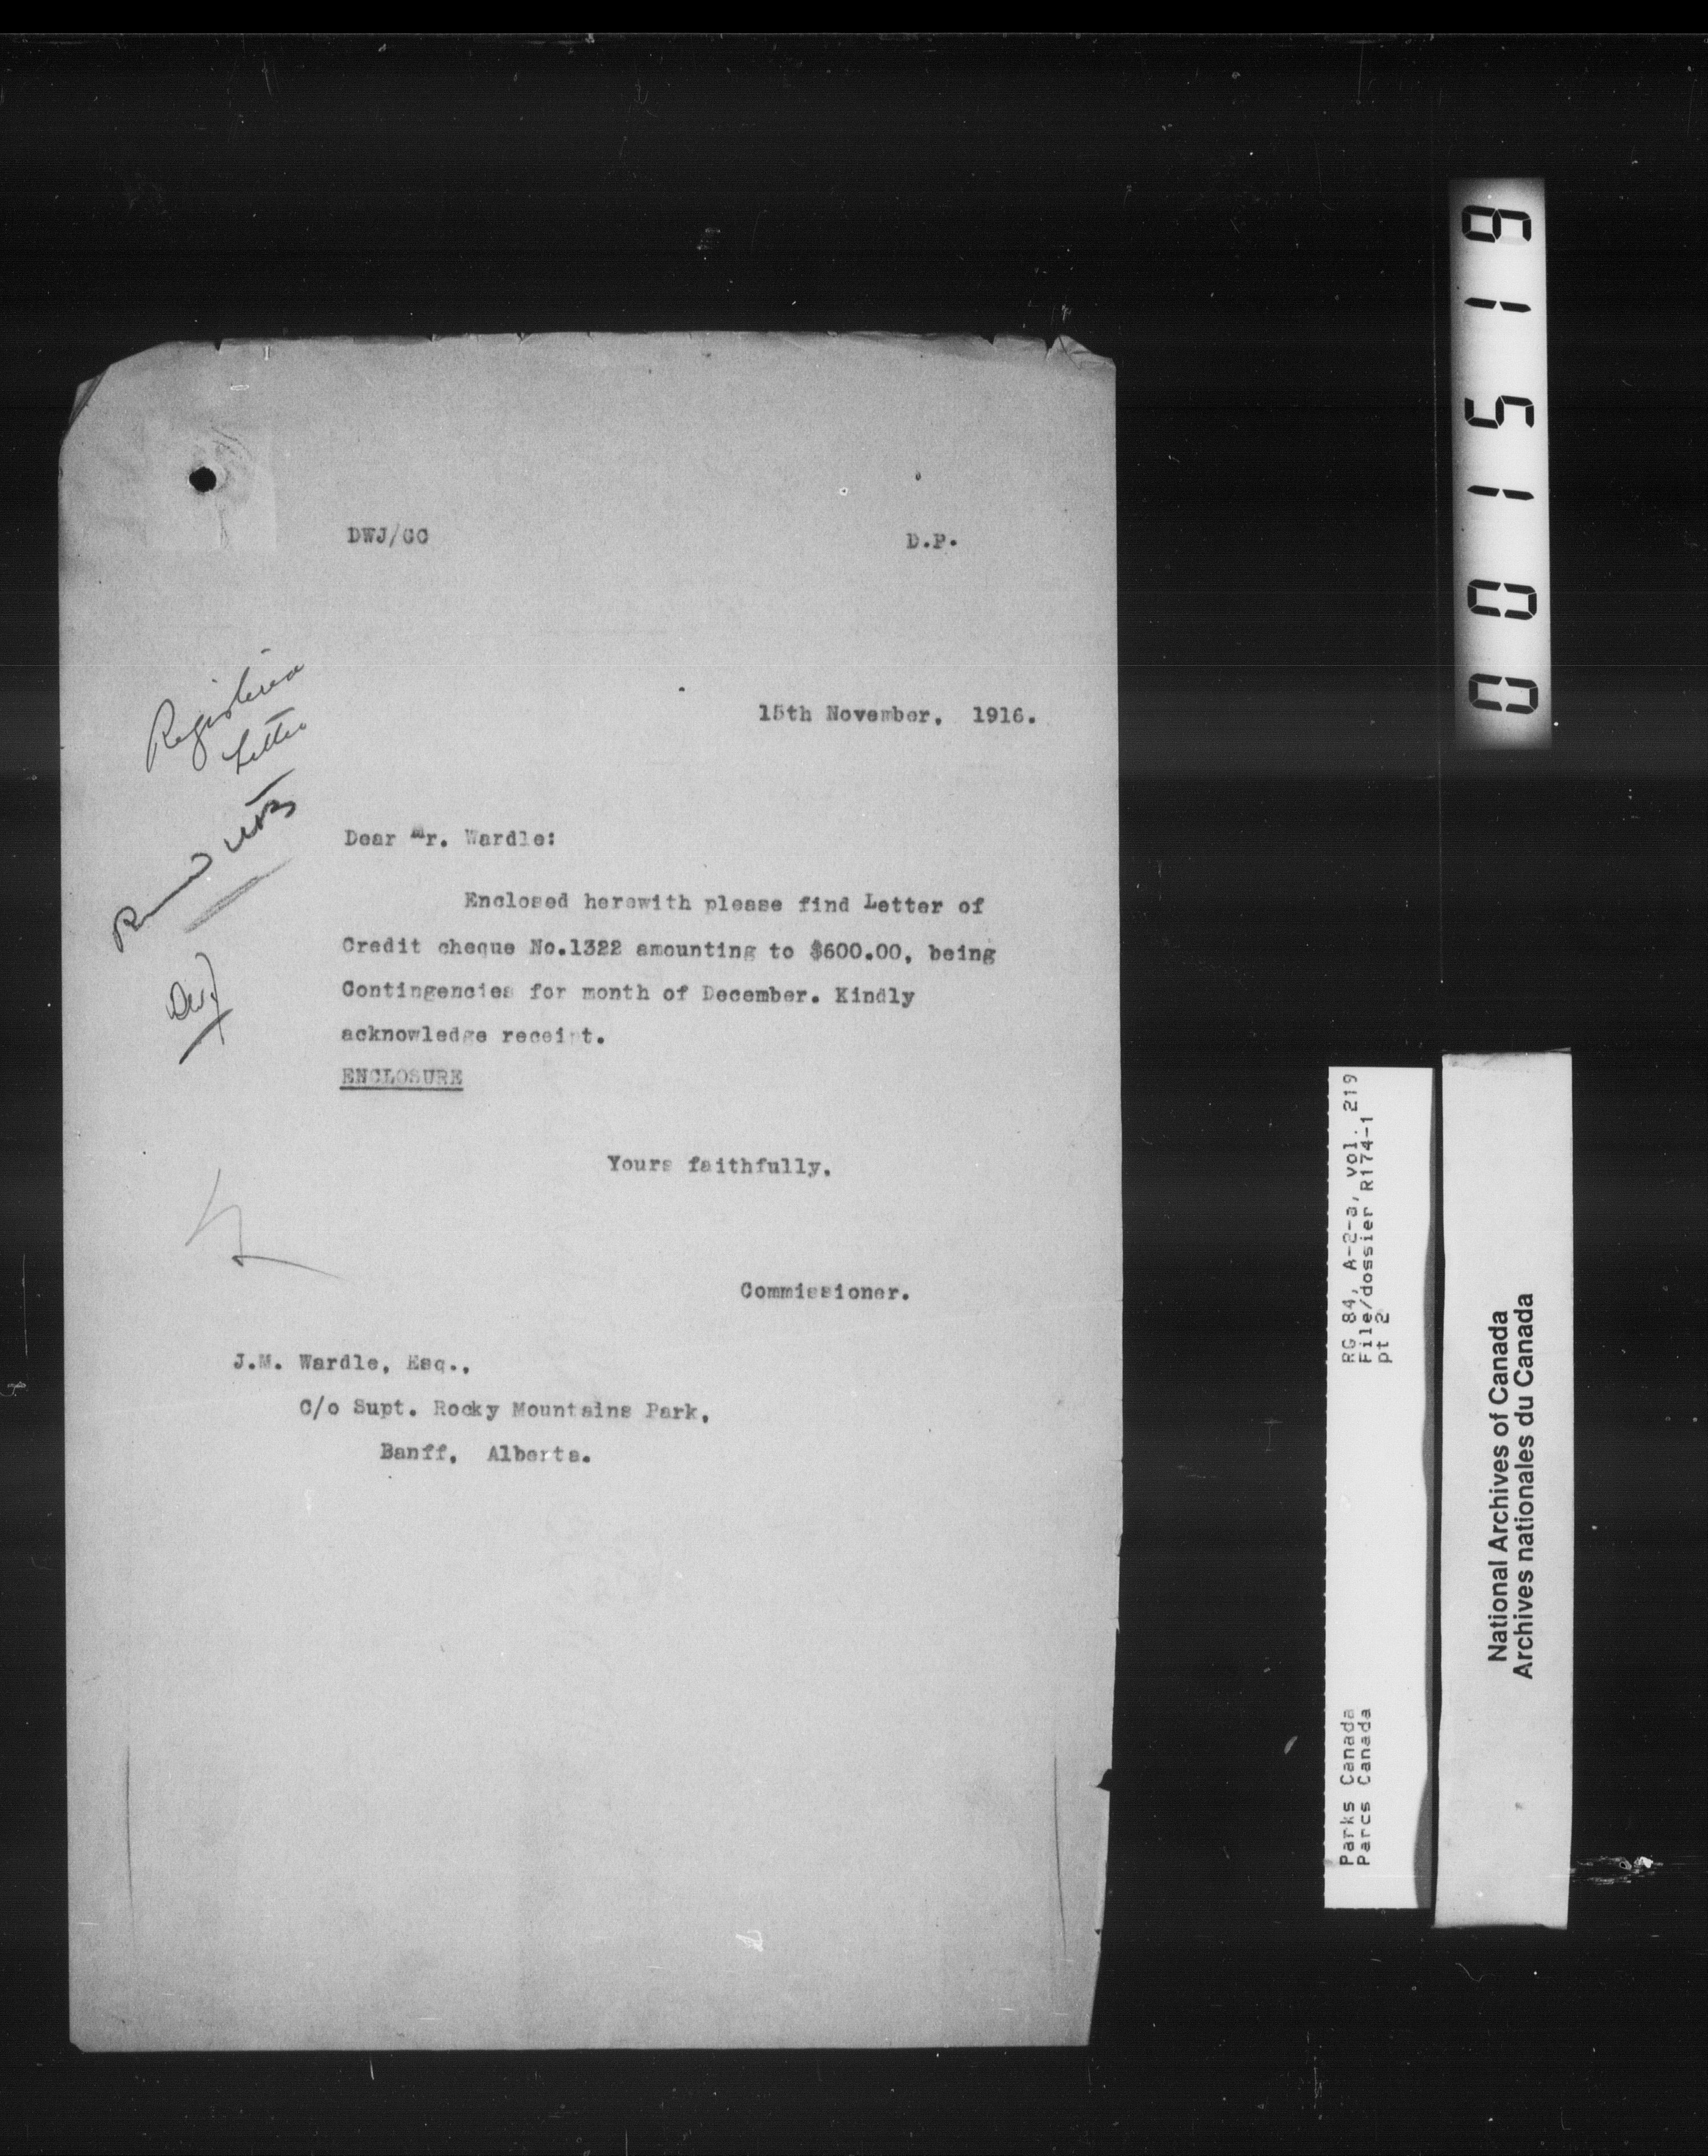 DWJ/CC D.P.
15th November, 1916.
Registered
Letter
DWJ
Dear Mr. Wardle:
Enclosed herewith please find Letter of
Credit cheque No.1322 amounting to $600.00, being
Contingencies for month of December. Kindly
acknowledge receipt.
ENCLOSURE
Yours faithfully,
Commissioner.
J.M. Wardle, Esq.,
C/o Supt. Rocky Mountains Park,
Banff, Alberta.
001519
RG 84, A-2-a, vol. 219
File/dossier R174-1
pt 2
Parks Canada
Parcs Canada
National Archives of Canada
Archives nationales du Canada